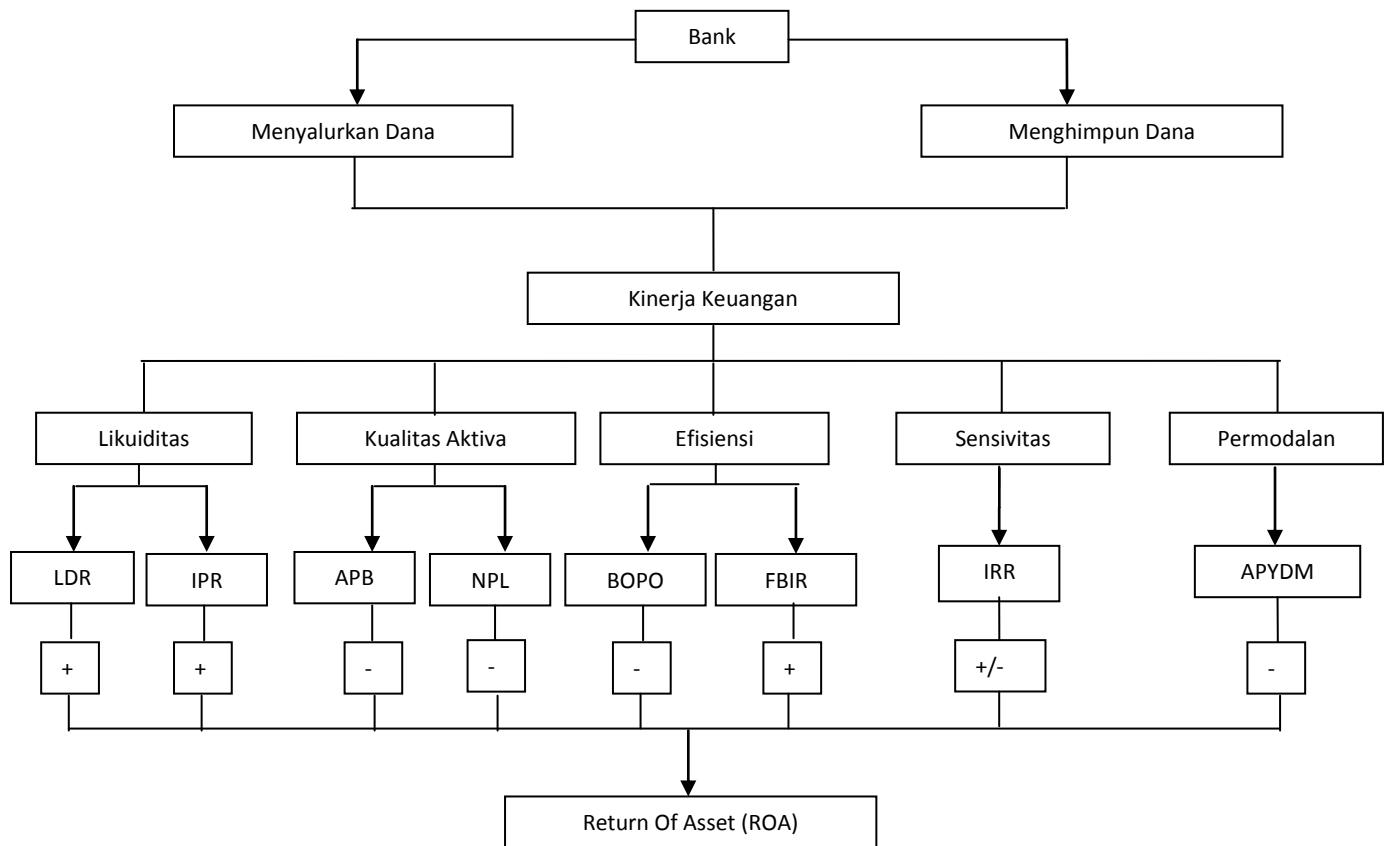 Bank
Menyalurkan Dana
Menghimpun Dana
Kinerja Keuangan
Likuiditas
Kualitas Aktiva
Efisiensi
Sensivitas
Permodalan
LDR
IPR
APB
NPL
BOPO
FBIR
IRR
APYDM
+
+
-
-
-
+
+/-
-
Return Of Asset (ROA)